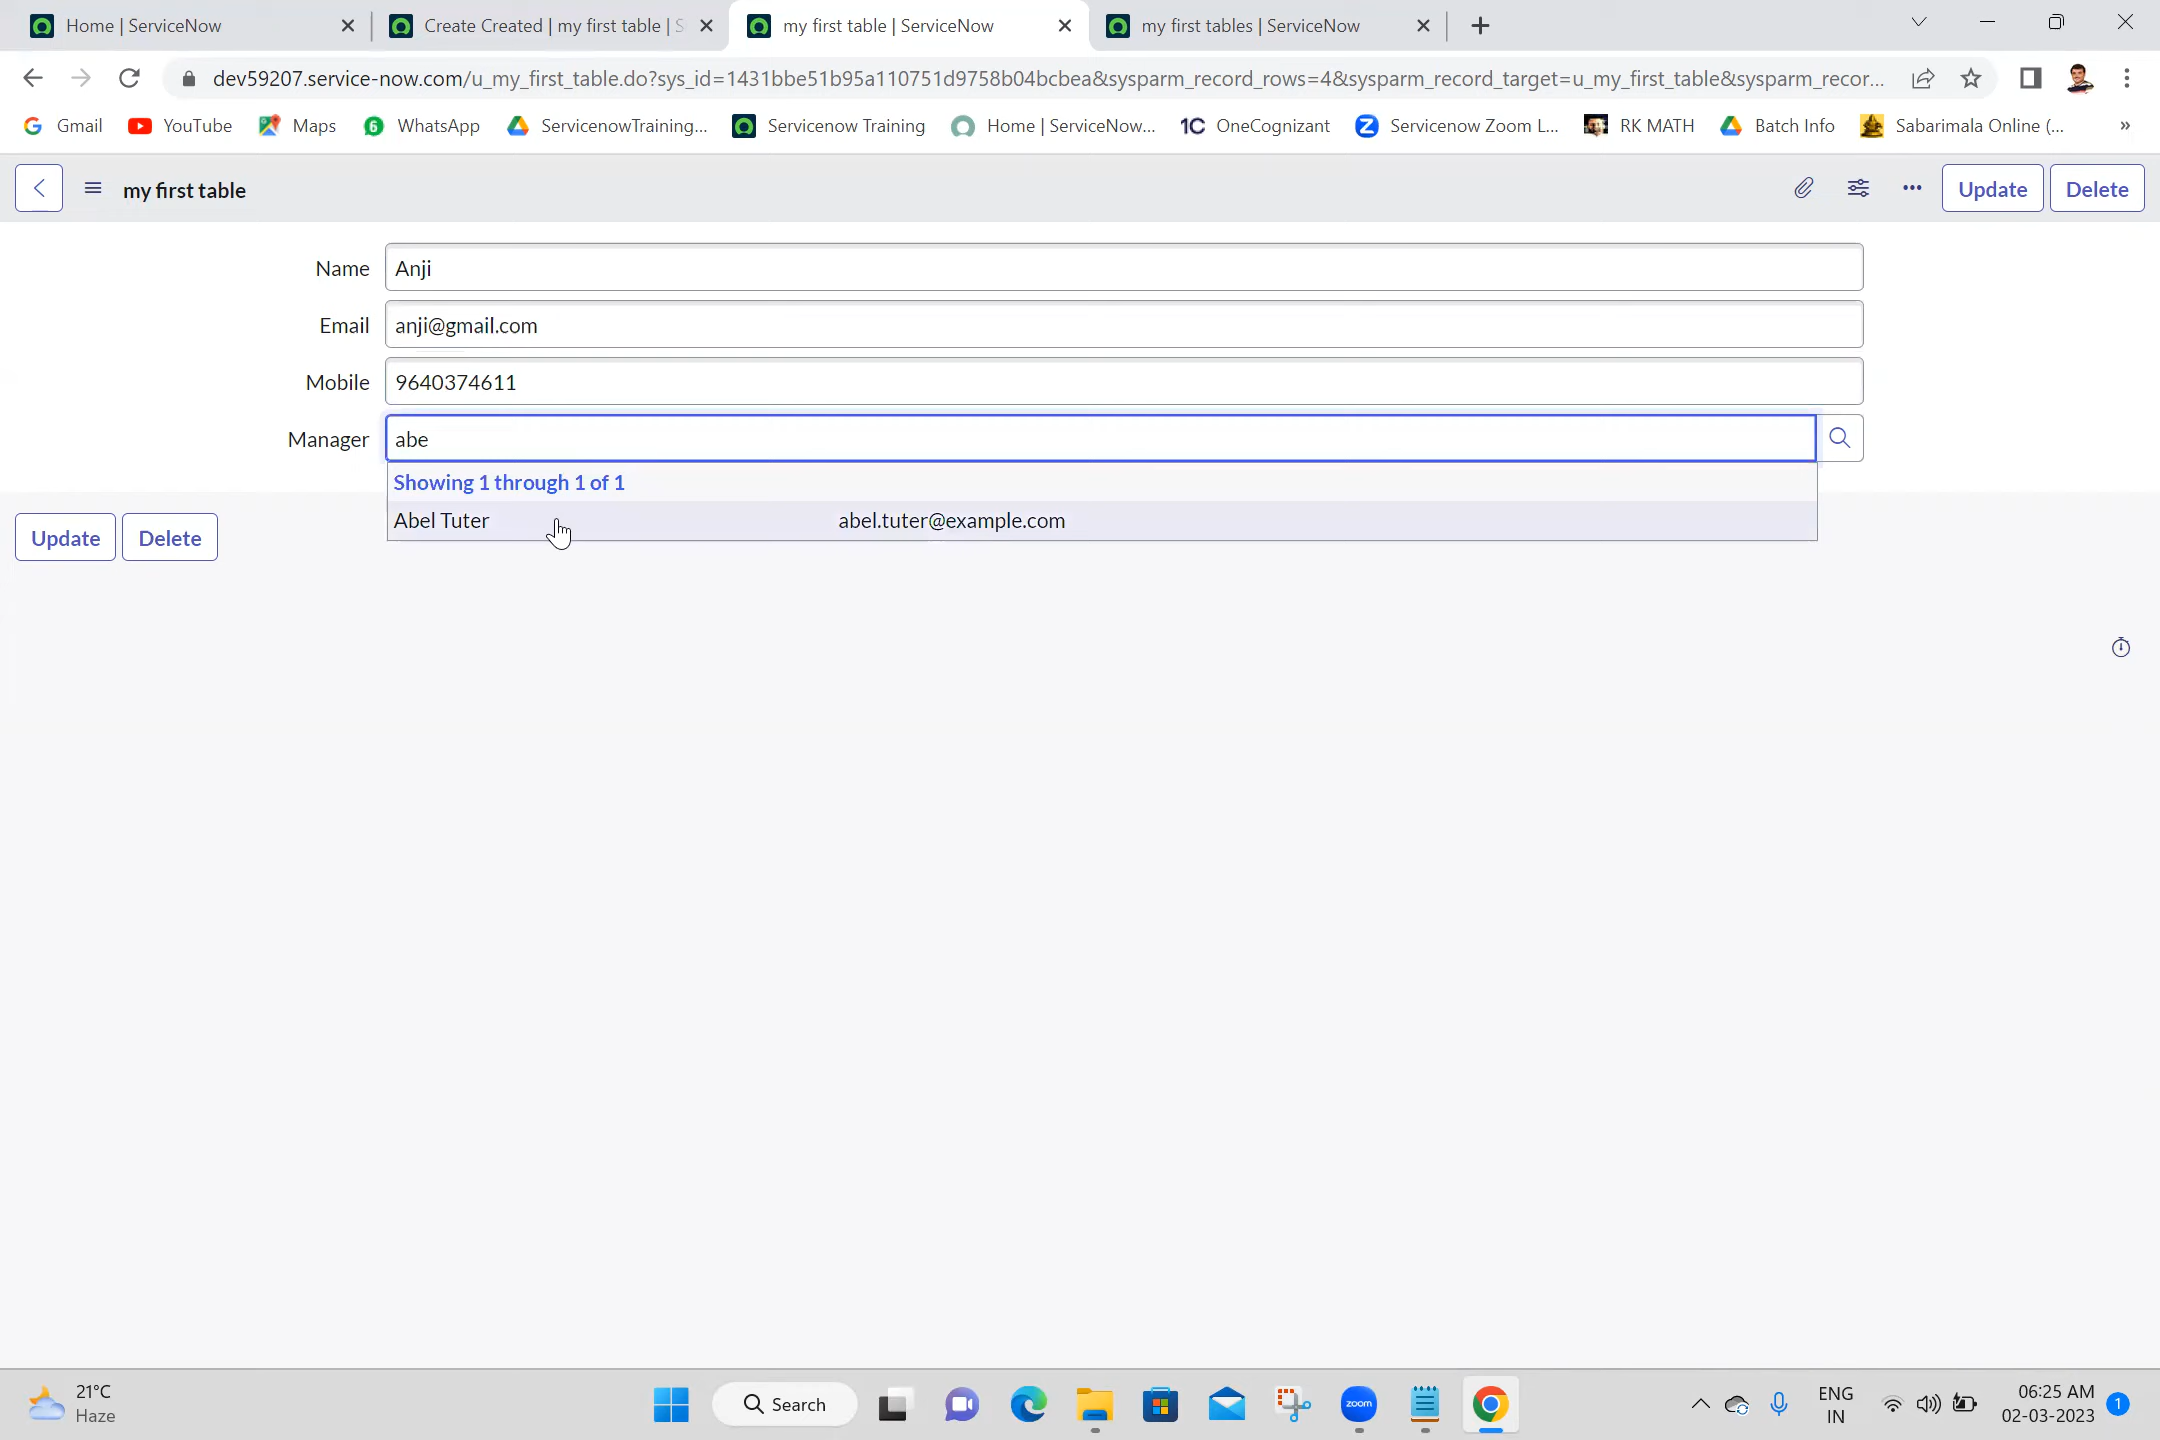 Home | ServiceNow
Create Created | my first table | S
my first table | ServiceNow
my first tables | ServiceNow
dev59207.service-now.com/u_my_first_table.do?sys_id=1431bbe51b95a110751d9758b04bcbea&sysparm_record_rows=4&sysparm_record_target=u_my_first_table&sysparm_recor...
Gmail
YouTube
Maps
6
WhatsApp
ServicenowTraining...
Servicenow Training
Home | ServiceNow...
1C
OneCognizant
Z
Servicenow Zoom L...
RK MATH
Batch Info
Sabarimala Online (...
»
my first table
Update
Delete
Name
Anji
Email
anji@gmail.com
Mobile
9640374611
Manager
abe
Showing 1 through 1 of 1
Abel Tuter
abel.tuter@example.com
Update
Delete
21°C
Haze
Search
zoom
ENG
IN
06:25 AM
02-03-2023
1